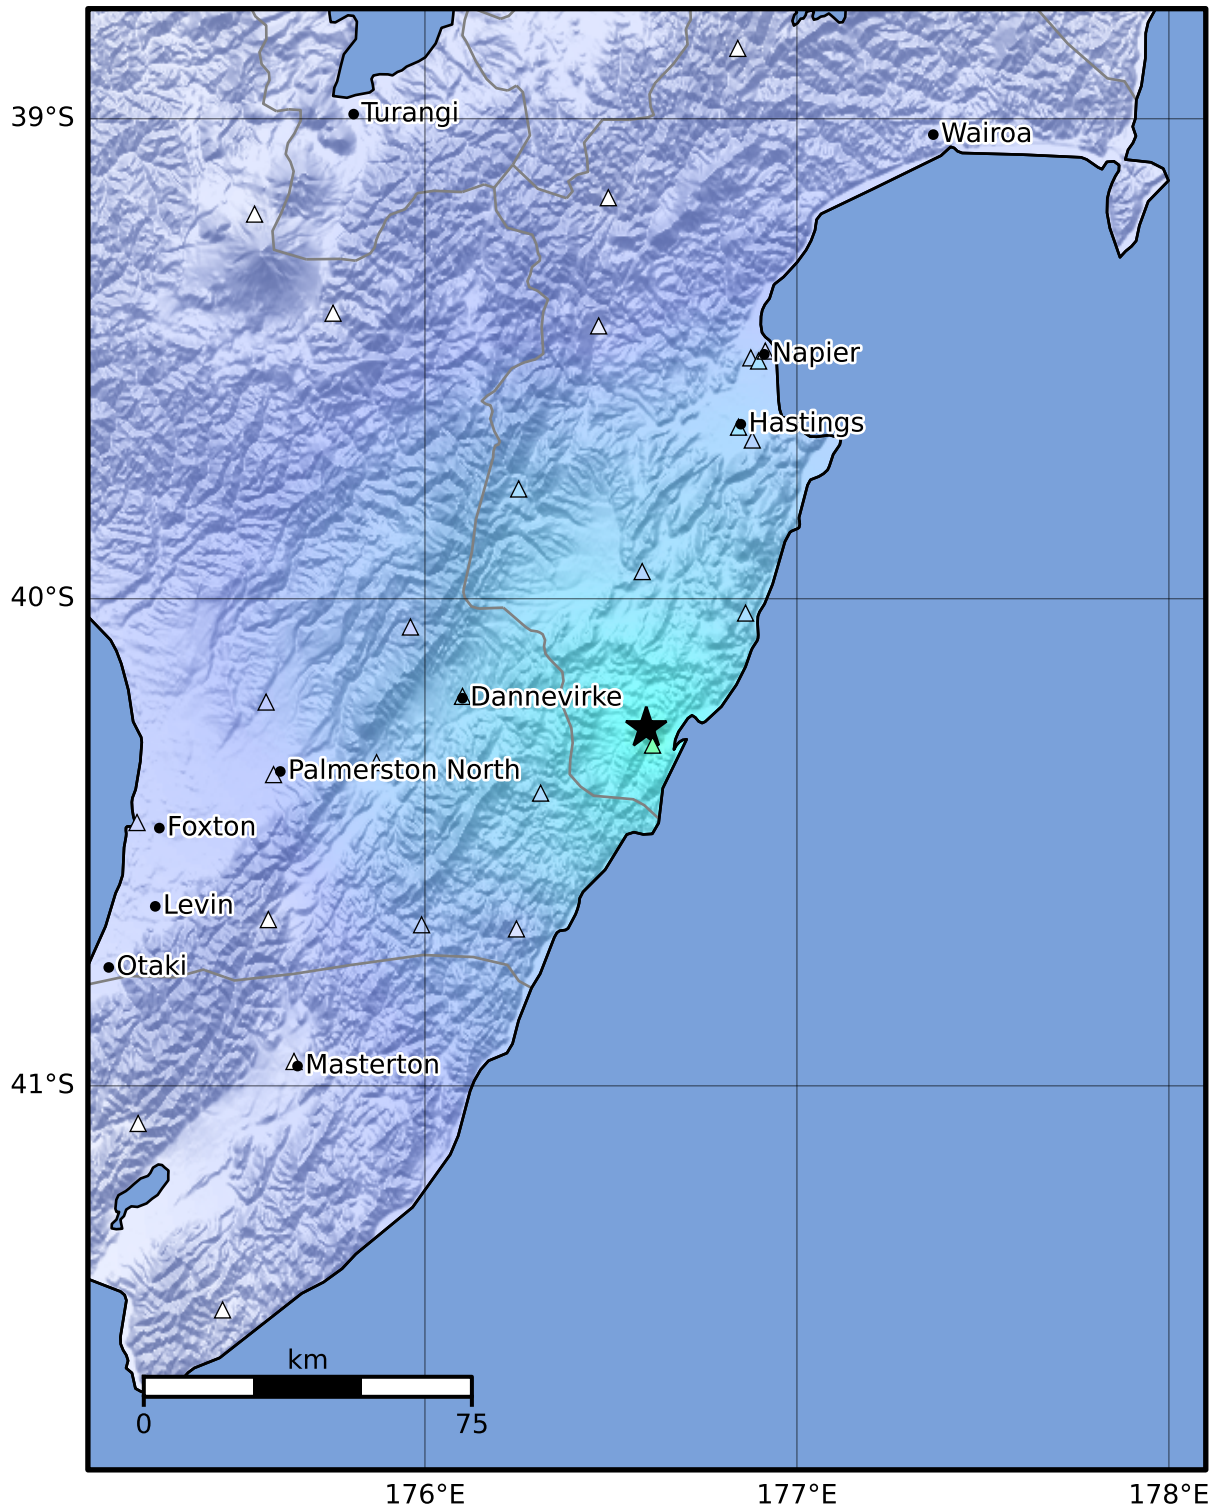 Turangi
39°S
Wairoa
Napier
Hastings
40°S
Dannevirke
Palmerston North
Foxton
Levin
Otaki
Masterton
41°S
km
0
75
176°E
177°E
178°E